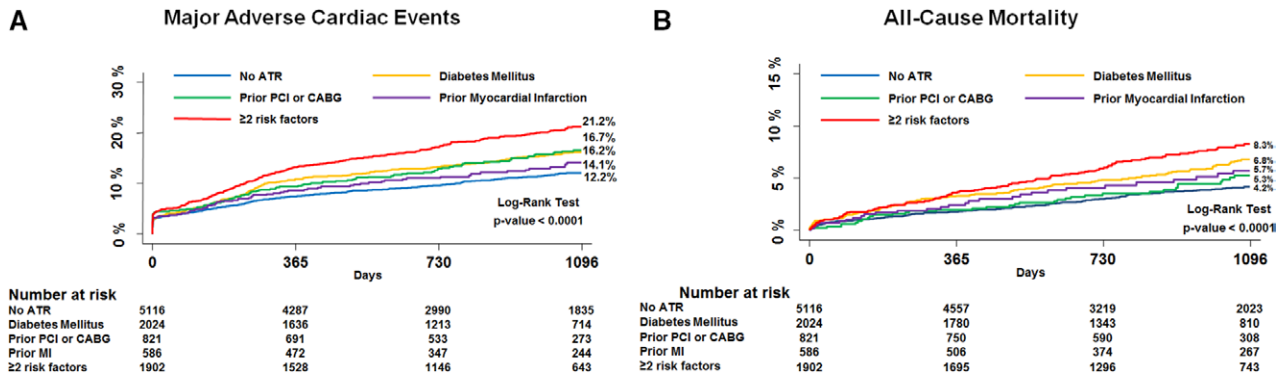 A
Major Adverse Cardiac Events
No ATR
Diabetes Mellitus
Prior PCI or CABG
Prior Myocardial Infarction
≥2 risk factors
30 %
20 %
10 %
0 %
21.2%
16.7%
16.2%
14.1%
12.2%
Log-Rank Test
p-value < 0.0001
0 365 730 1096
Days
Number at risk
No ATR 5116 4287 2990 1835
Diabetes Mellitus 2024 1636 1213 714
Prior PCI or CABG 821 691 533 273
Prior MI 586 472 347 244
≥2 risk factors 1902 1528 1146 643
B
All-Cause Mortality
No ATR
Diabetes Mellitus
Prior PCI or CABG
Prior Myocardial Infarction
≥2 risk factors
15 %
10 %
5 %
0 %
8.3%
6.8%
5.7%
5.3%
4.2%
Log-Rank Test
p-value < 0.0001
0 365 730 1096
Days
Number at risk
No ATR 5116 4557 3219 2023
Diabetes Mellitus 2024 1780 1343 810
Prior PCI or CABG 821 750 590 308
Prior MI 586 506 374 267
≥2 risk factors 1902 1695 1296 743